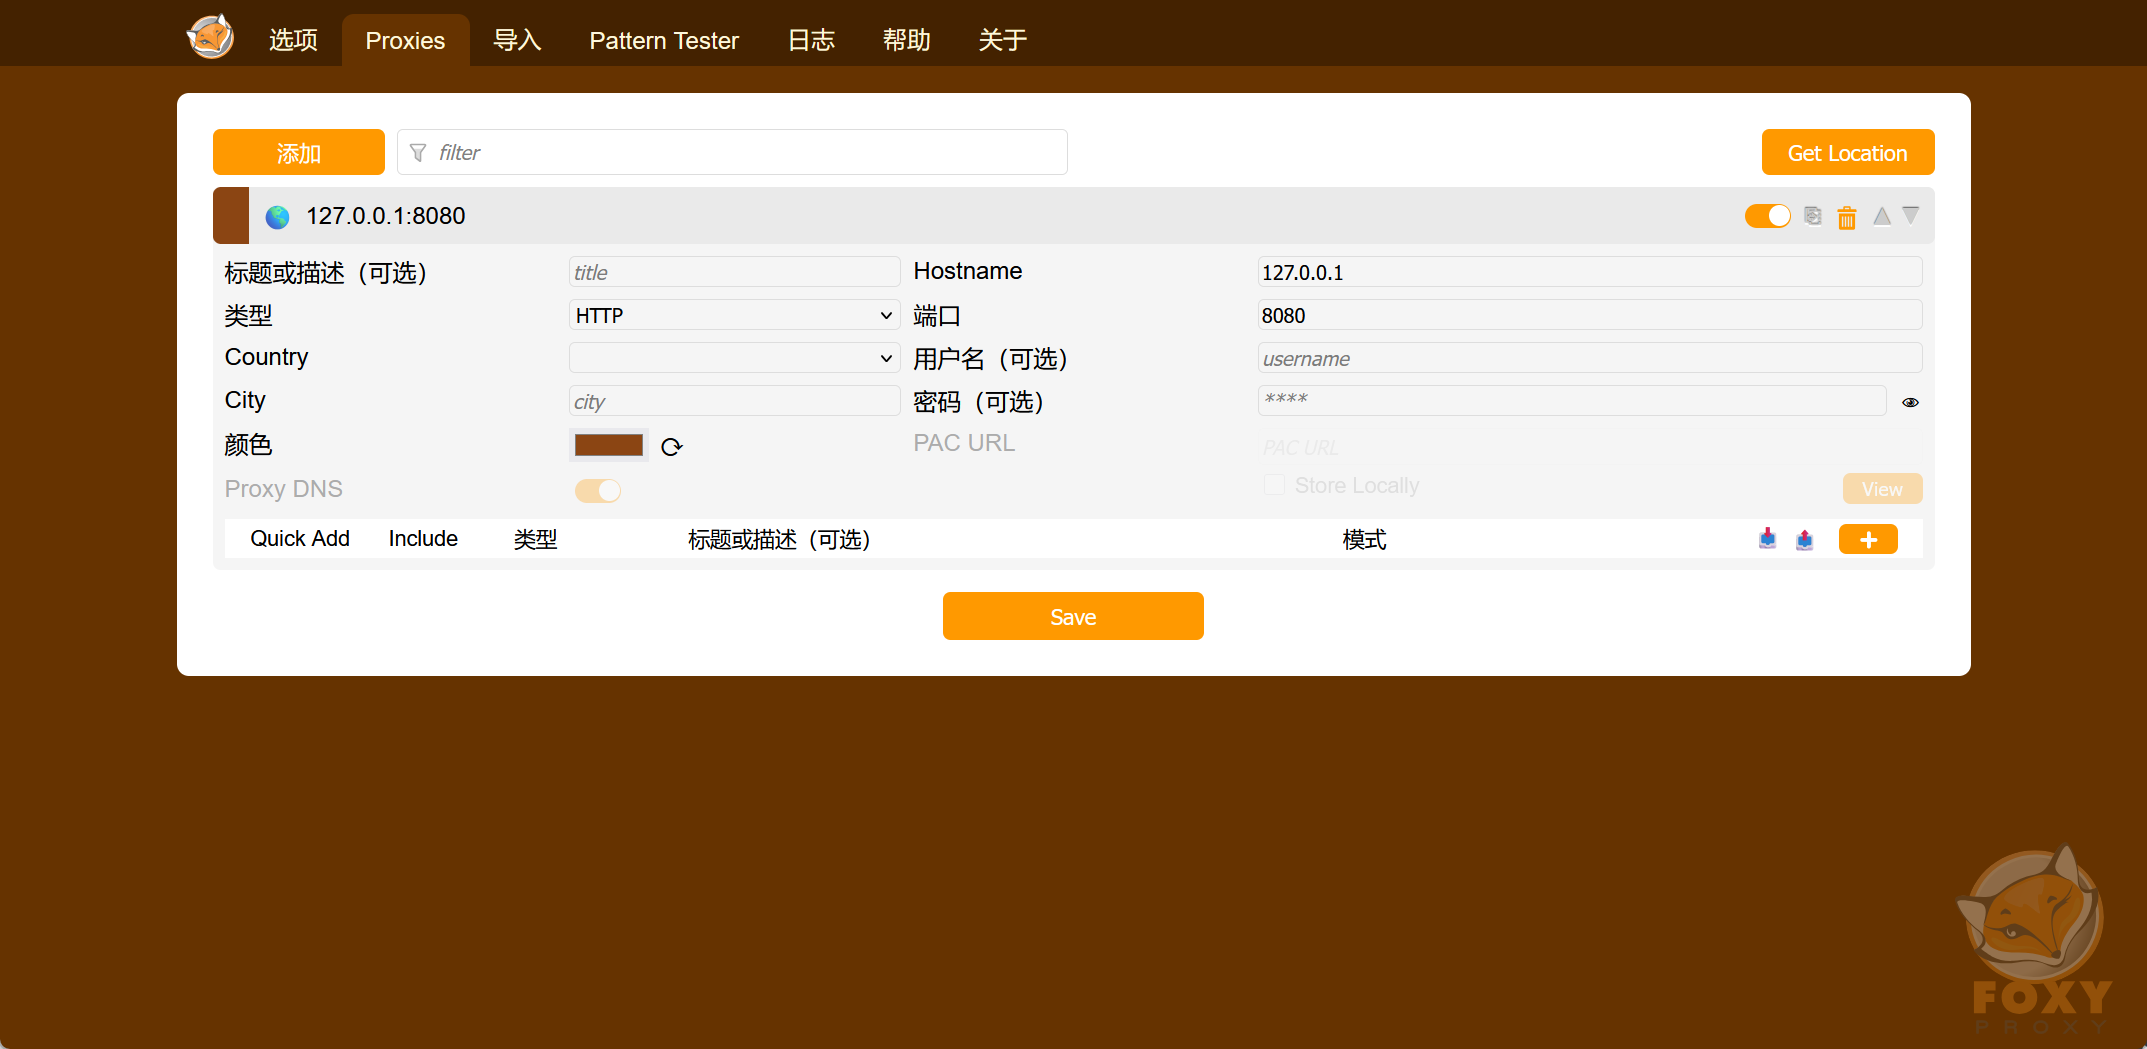 选项 Proxies 导入 Pattern Tester 日志 帮助 关于
添加 filter Get Location
127.0.0.1:8080
标题或描述（可选） title Hostname 127.0.0.1
类型 HTTP 端口 8080
Country 用户名（可选） username
City city 密码（可选） ****
颜色 PAC URL PAC URL
Proxy DNS Store Locally View
Quick Add Include 类型 标题或描述（可选） 模式
Save
FOXY
PROXY